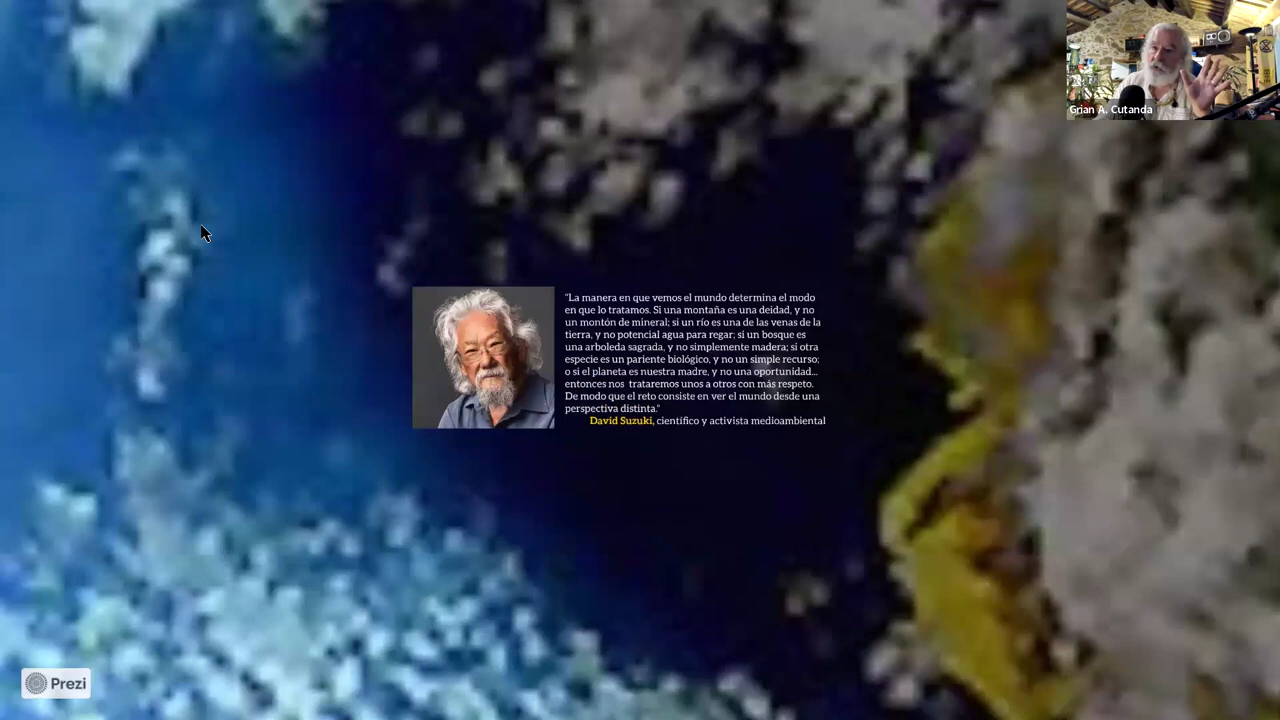 Grian A. Cutanda
"La manera en que vemos el mundo determina el modo
en que lo tratamos. Si una montaña es una deidad, y no
un montón de mineral; si un río es una de las venas de la
tierra, y no potencial agua para regar; si un bosque es
una arboleda sagrada, y no simplemente madera; si otra
especie es un pariente biológico, y no un simple recurso;
o si el planeta es nuestra madre, y no una oportunidad...
entonces nos trataremos unos a otros con más respeto.
De modo que el reto consiste en ver el mundo desde una
perspectiva distinta."
David Suzuki, científico y activista medioambiental
Prezi